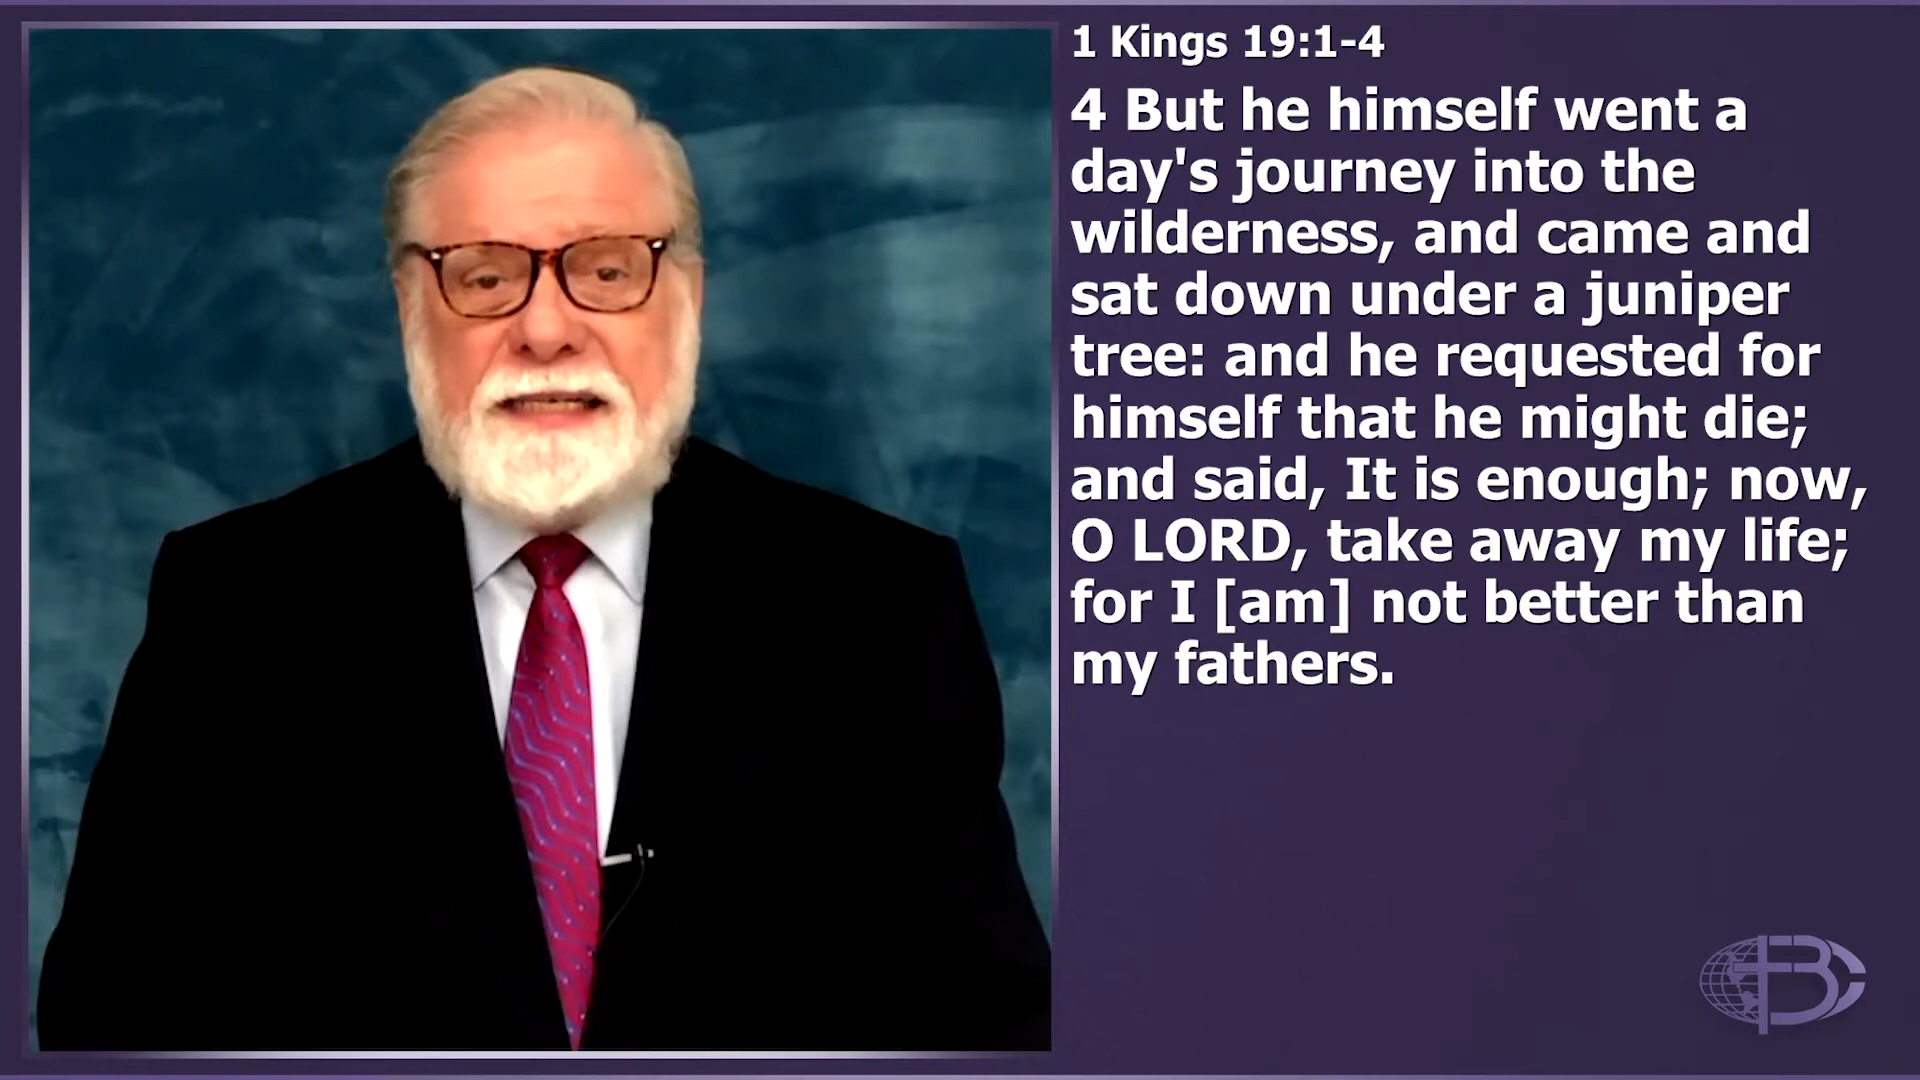 1 Kings 19:1-4
4 But he himself went a
day's journey into the
wilderness, and came and
sat down under a juniper
tree: and he requested for
himself that he might die;
and said, It is enough; now,
O LORD, take away my life;
for I [am] not better than
my fathers.